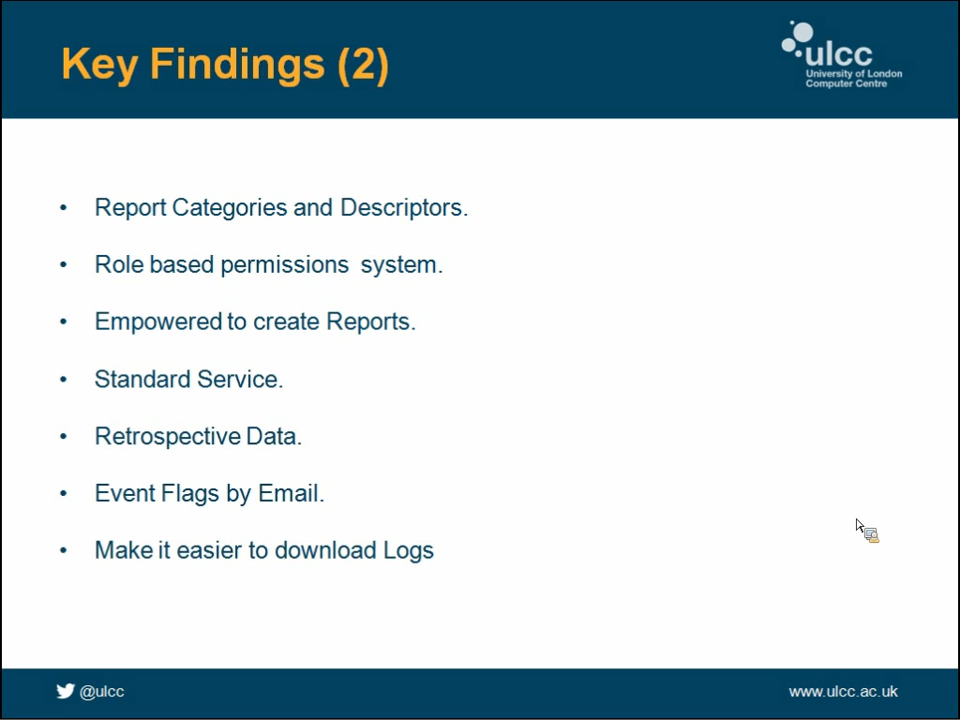 Key Findings (2)
ulcc
University of London
Computer Centre
• Report Categories and Descriptors.
• Role based permissions  system.
• Empowered to create Reports.
• Standard Service.
• Retrospective Data.
• Event Flags by Email.
• Make it easier to download Logs
@ulcc
www.ulcc.ac.uk